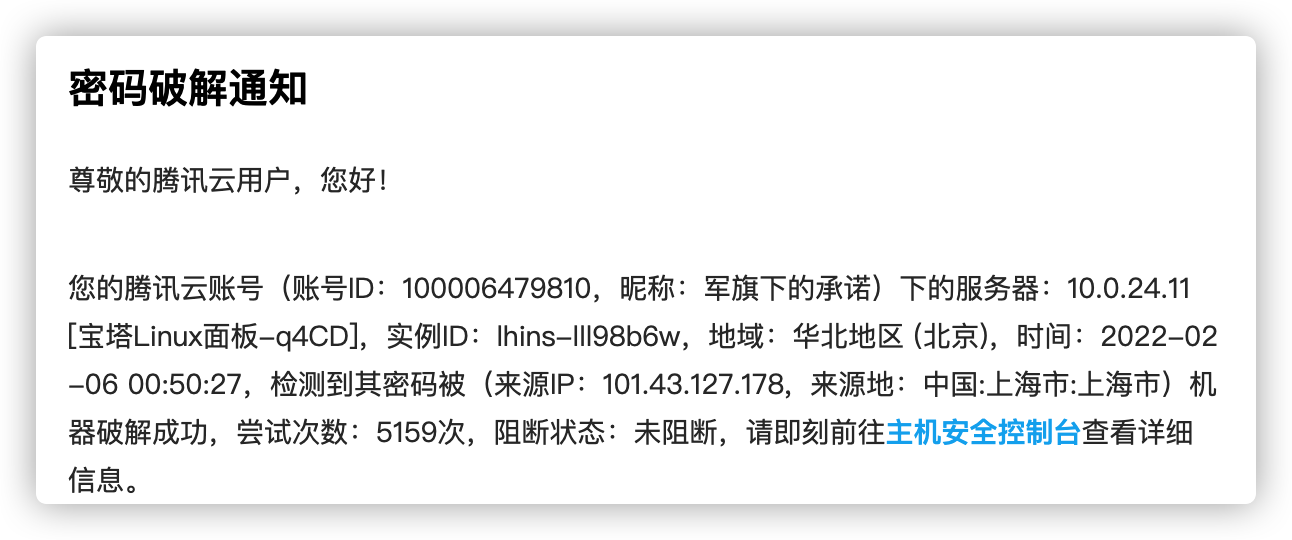 密码破解通知
尊敬的腾讯云用户，您好！
您的腾讯云账号（账号ID：100006479810，昵称：军旗下的承诺）下的服务器：10.0.24.11
[宝塔Linux面板-q4CD]，实例ID：lhins-lll98b6w，地域：华北地区 (北京)，时间：2022-02
-06 00:50:27，检测到其密码被（来源IP：101.43.127.178，来源地：中国:上海市:上海市）机
器破解成功，尝试次数：5159次，阻断状态：未阻断，请即刻前往主机安全控制台查看详细
信息。